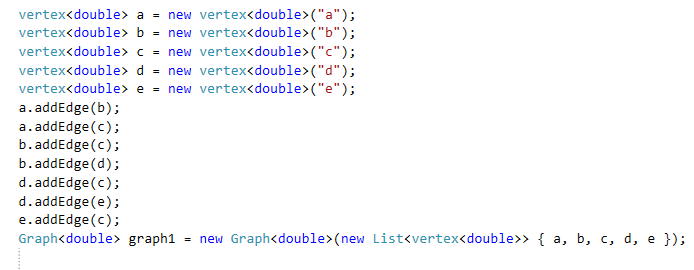 vertex<double> a = new vertex<double>("a");
vertex<double> b = new vertex<double>("b");
vertex<double> c = new vertex<double>("c");
vertex<double> d = new vertex<double>("d");
vertex<double> e = new vertex<double>("e");
a.addEdge(b);
a.addEdge(c);
b.addEdge(c);
b.addEdge(d);
d.addEdge(c);
d.addEdge(e);
e.addEdge(c);
Graph<double> graph1 = new Graph<double>(new List<vertex<double>> { a, b, c, d, e });